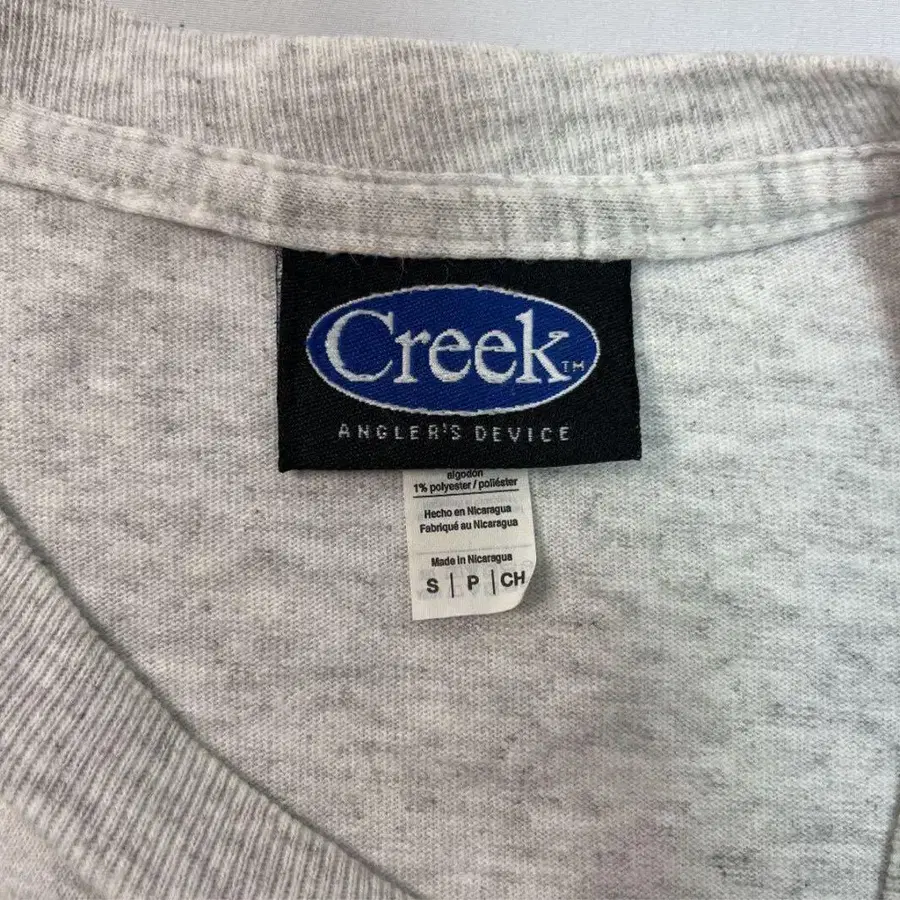 Creek TM
ANGLER'S DEVICE
algodón
1% polyester / poliéster
Hecho en Nicaragua
Fabriqué au Nicaragua
Made in Nicaragua
S | P | CH